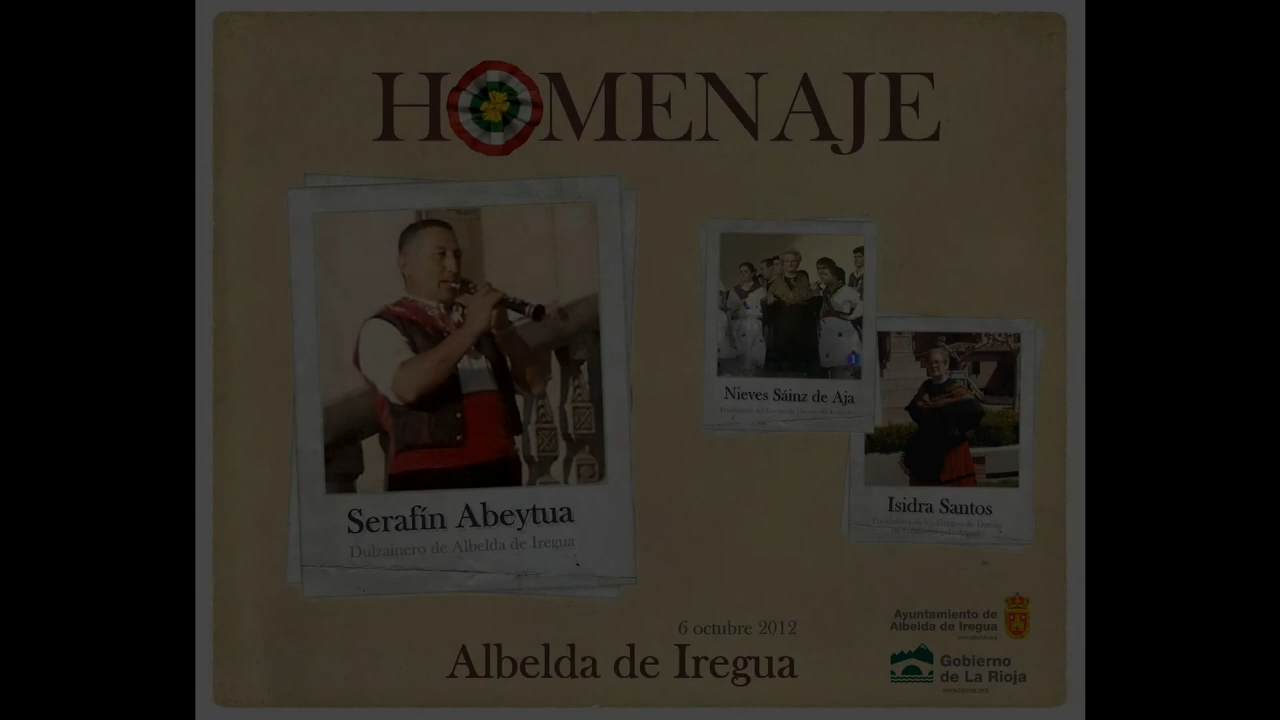 HOMENAJE
Serafín Abeytua
Dulzainero de Albelda de Iregua
Nieves Sáinz de Aja
Isidra Santos
6 octubre 2012
Albelda de Iregua
Ayuntamiento de
Albelda de Iregua
Gobierno
de La Rioja